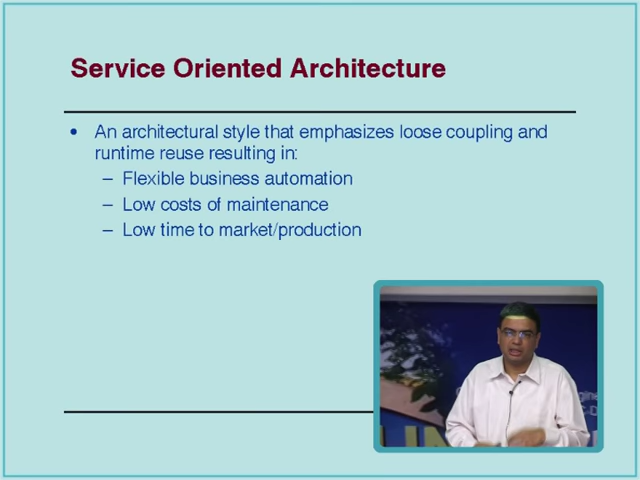 Service Oriented Architecture
• An architectural style that emphasizes loose coupling and
runtime reuse resulting in:
– Flexible business automation
– Low costs of maintenance
– Low time to market/production